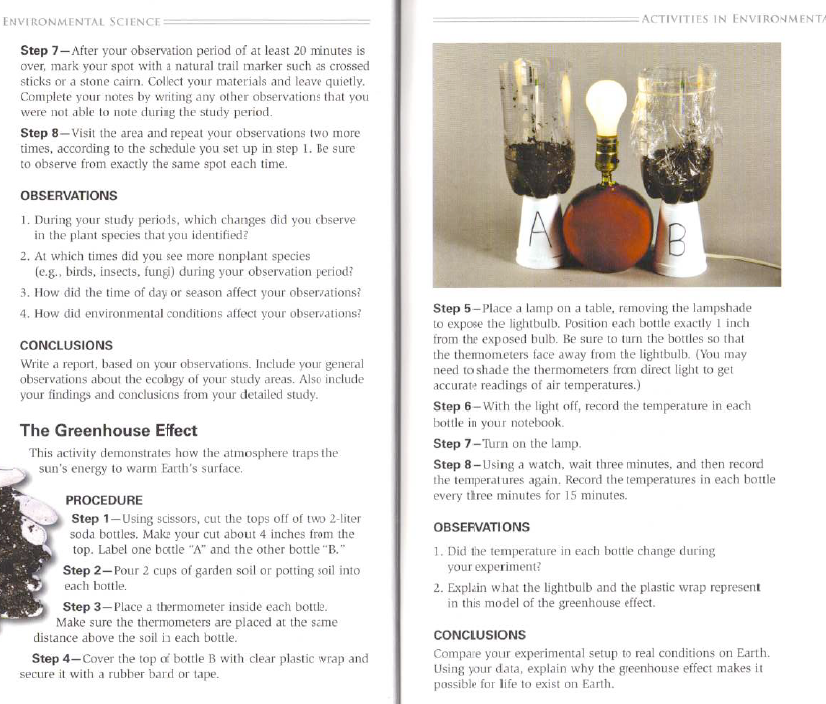 ENVIRONMENTAL SCIENCE
Step 7—After your observation period of at least 20 minutes is
over, mark your spot with a natural trail marker such as crossed
sticks or a stone cairn. Collect your materials and leave quietly.
Complete your notes by writing any other observations that you
were not able to note during the study period.
Step 8—Visit the area and repeat your observations two more
times, according to the schedule you set up in step 1. Be sure
to observe from exactly the same spot each time.
OBSERVATIONS
1. During your study periods, which changes did you observe
in the plant species that you identified?
2. At which times did you see more nonplant species
(e.g., birds, insects, fungi) during your observation period?
3. How did the time of day or season affect your observations?
4. How did environmental conditions affect your observations?
CONCLUSIONS
Write a report, based on your observations. Include your general
observations about the ecology of your study areas. Also include
your findings and conclusions from your detailed study.
The Greenhouse Effect
This activity demonstrates how the atmosphere traps the
sun's energy to warm Earth's surface.
PROCEDURE
Step 1—Using scissors, cut the tops off of two 2-liter
soda bottles. Make your cut about 4 inches from the
top. Label one bottle "A" and the other bottle "B."
Step 2—Pour 2 cups of garden soil or potting soil into
each bottle.
Step 3—Place a thermometer inside each bottle.
Make sure the thermometers are placed at the same
distance above the soil in each bottle.
Step 4—Cover the top of bottle B with clear plastic wrap and
secure it with a rubber band or tape.
ACTIVITIES IN ENVIRONMENTA
A
B
Step 5—Place a lamp on a table, removing the lampshade
to expose the lightbulb. Position each bottle exactly 1 inch
from the exposed bulb. Be sure to turn the bottles so that
the thermometers face away from the lightbulb. (You may
need to shade the thermometers from direct light to get
accurate readings of air temperatures.)
Step 6—With the light off, record the temperature in each
bottle in your notebook.
Step 7—Turn on the lamp.
Step 8—Using a watch, wait three minutes, and then record
the temperatures again. Record the temperatures in each bottle
every three minutes for 15 minutes.
OBSERVATIONS
1. Did the temperature in each bottle change during
your experiment?
2. Explain what the lightbulb and the plastic wrap represent
in this model of the greenhouse effect.
CONCLUSIONS
Compare your experimental setup to real conditions on Earth.
Using your data, explain why the greenhouse effect makes it
possible for life to exist on Earth.